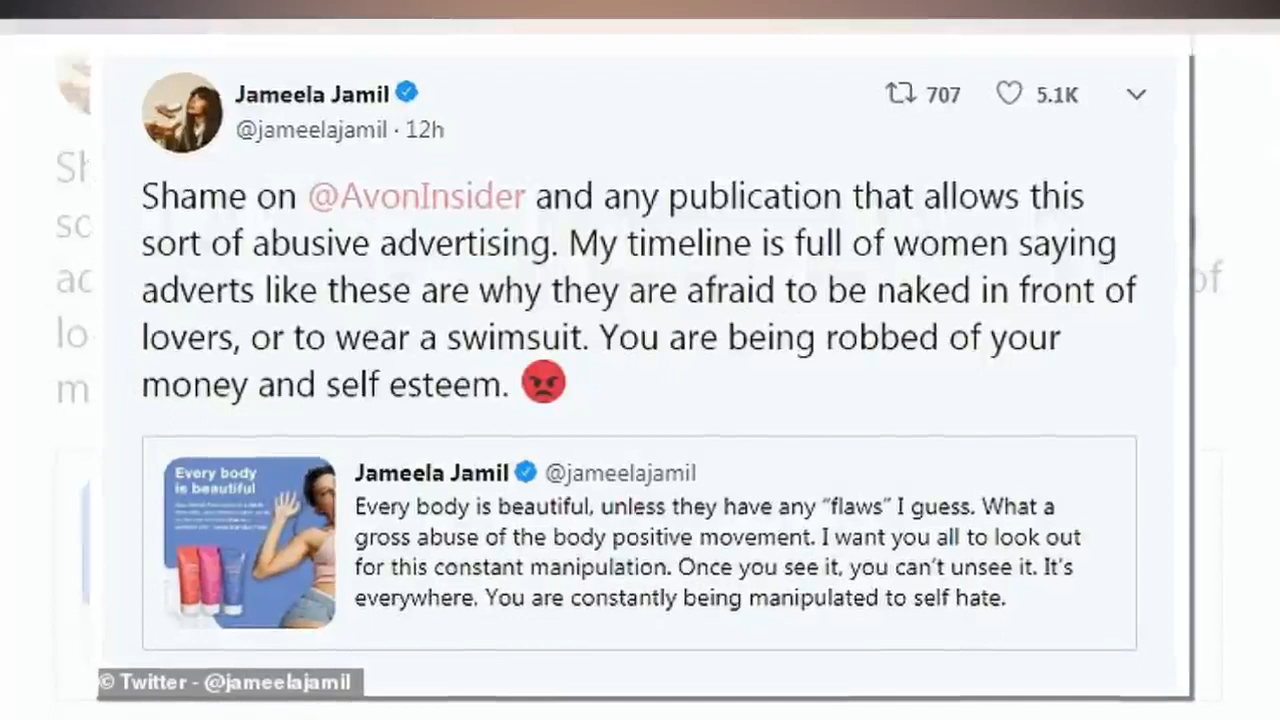 Jameela Jamil
707
5.1K
@jameelajamil · 12h
Shame on @AvonInsider and any publication that allows this
sort of abusive advertising. My timeline is full of women saying
adverts like these are why they are afraid to be naked in front of
lovers, or to wear a swimsuit. You are being robbed of your
money and self esteem.
Every body
is beautiful
Jameela Jamil @jameelajamil
Every body is beautiful, unless they have any “flaws” I guess. What a
gross abuse of the body positive movement. I want you all to look out
for this constant manipulation. Once you see it, you can’t unsee it. It’s
everywhere. You are constantly being manipulated to self hate.
© Twitter - @jameelajamil